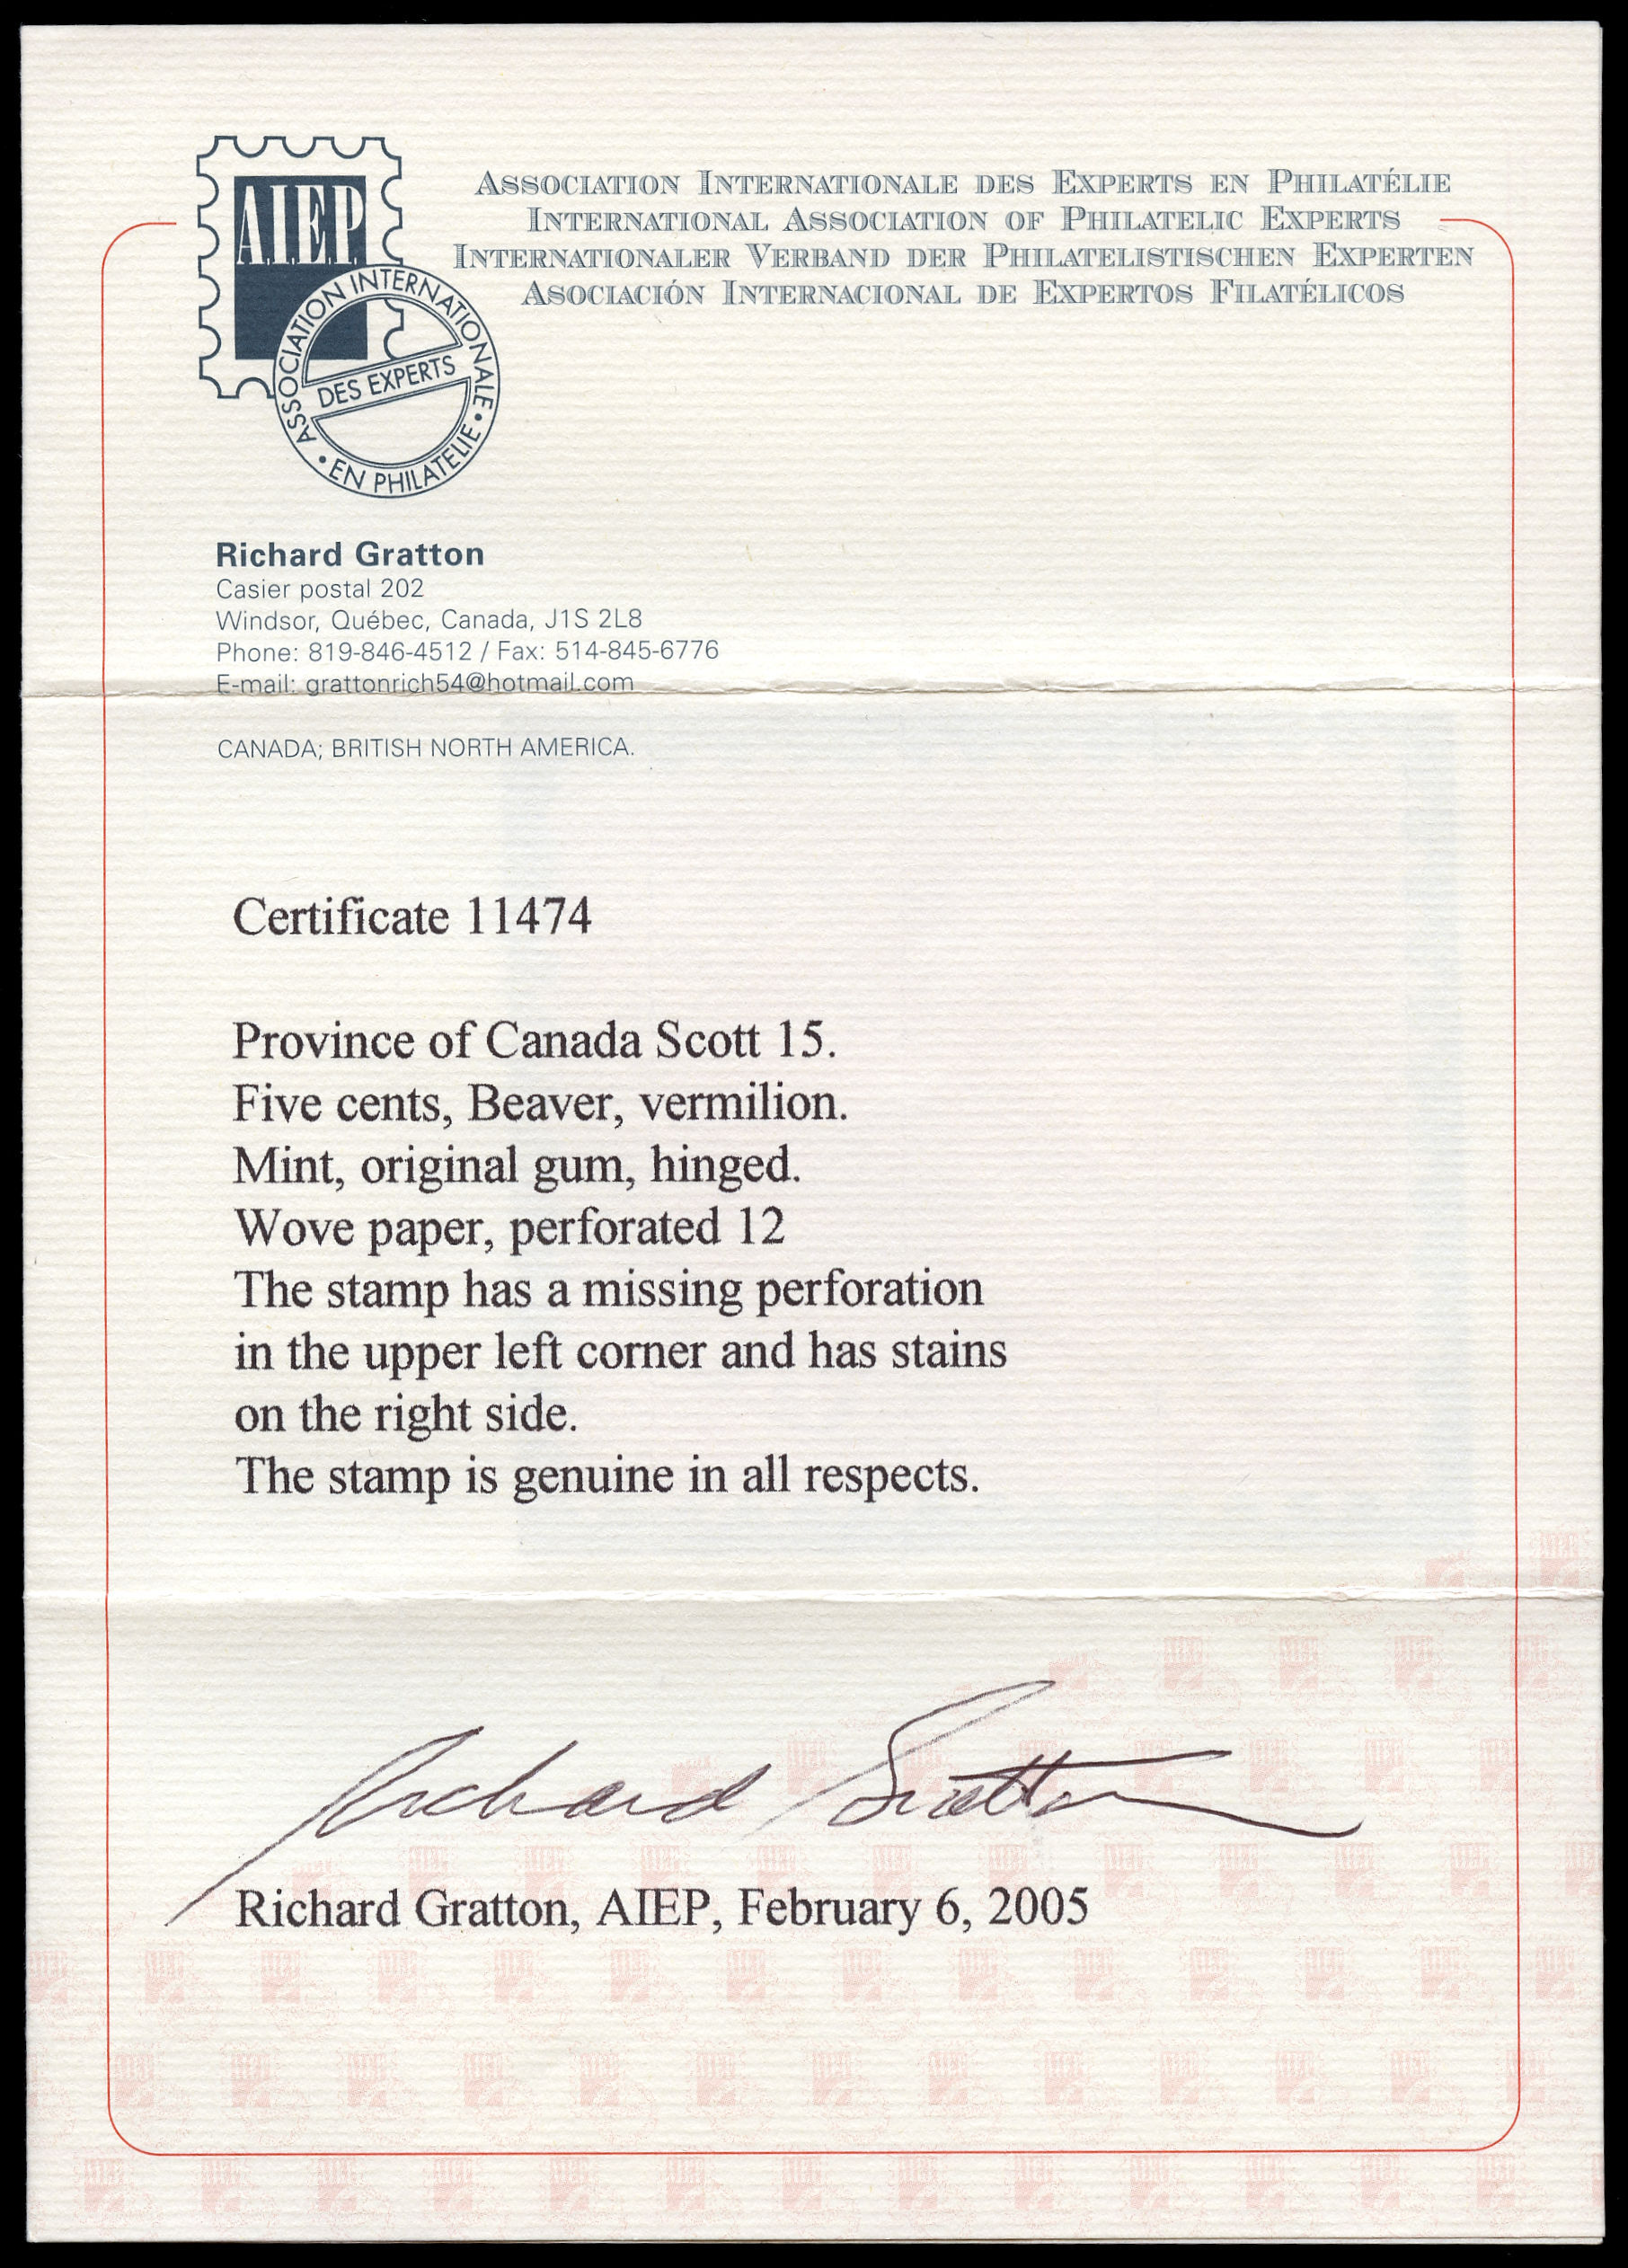 A.I.E.P.
ASSOCIATION INTERNATIONALE
DES EXPERTS
• EN PHILATELIE •
ASSOCIATION INTERNATIONALE DES EXPERTS EN PHILATÉLIE
INTERNATIONAL ASSOCIATION OF PHILATELIC EXPERTS
INTERNATIONALER VERBAND DER PHILATELISTISCHEN EXPERTEN
ASOCIACIÓN INTERNACIONAL DE EXPERTOS FILATÉLICOS
Richard Gratton
Casier postal 202
Windsor, Québec, Canada, J1S 2L8
Phone: 819-846-4512 / Fax: 514-845-6776
E-mail: grattonrich54@hotmail.com
CANADA; BRITISH NORTH AMERICA.
Certificate 11474
Province of Canada Scott 15.
Five cents, Beaver, vermilion.
Mint, original gum, hinged.
Wove paper, perforated 12
The stamp has a missing perforation
in the upper left corner and has stains
on the right side.
The stamp is genuine in all respects.
Richard Gratton
Richard Gratton, AIEP, February 6, 2005